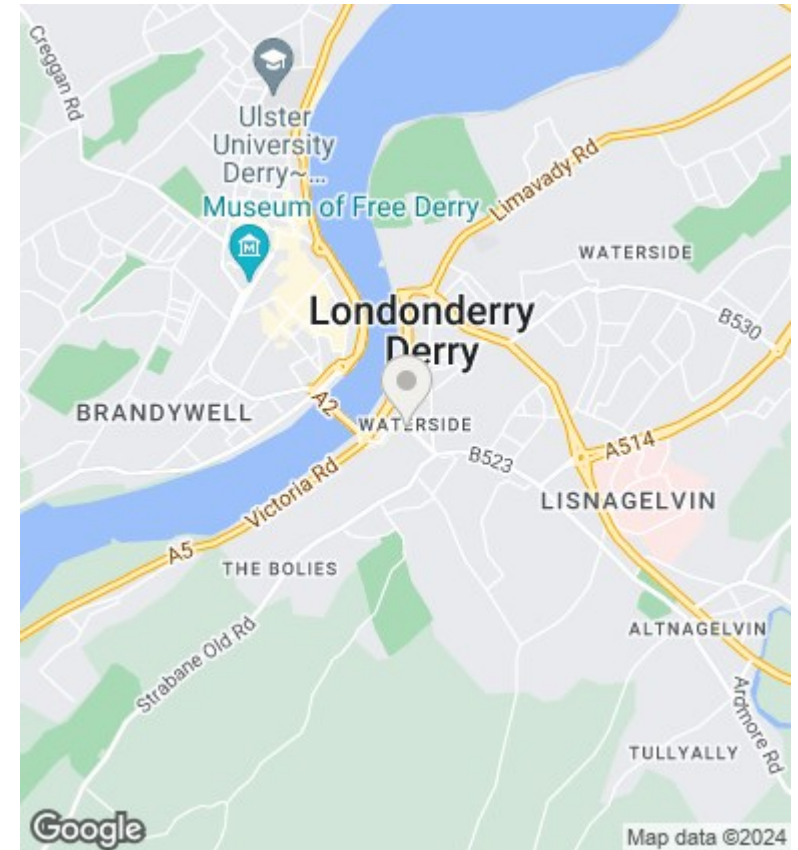 Creggan Rd
Ulster
University
Derry~...
Museum of Free Derry
Limavady Rd
WATERSIDE
Londonderry
Derry
B530
BRANDYWELL
A2
WATERSIDE
B523
A514
LISNAGELVIN
Victoria Rd
A5
THE BOLIES
ALTNAGELVIN
Strabane Old Rd
Ardmore Rd
TULLYALLY
Google
Map data ©2024